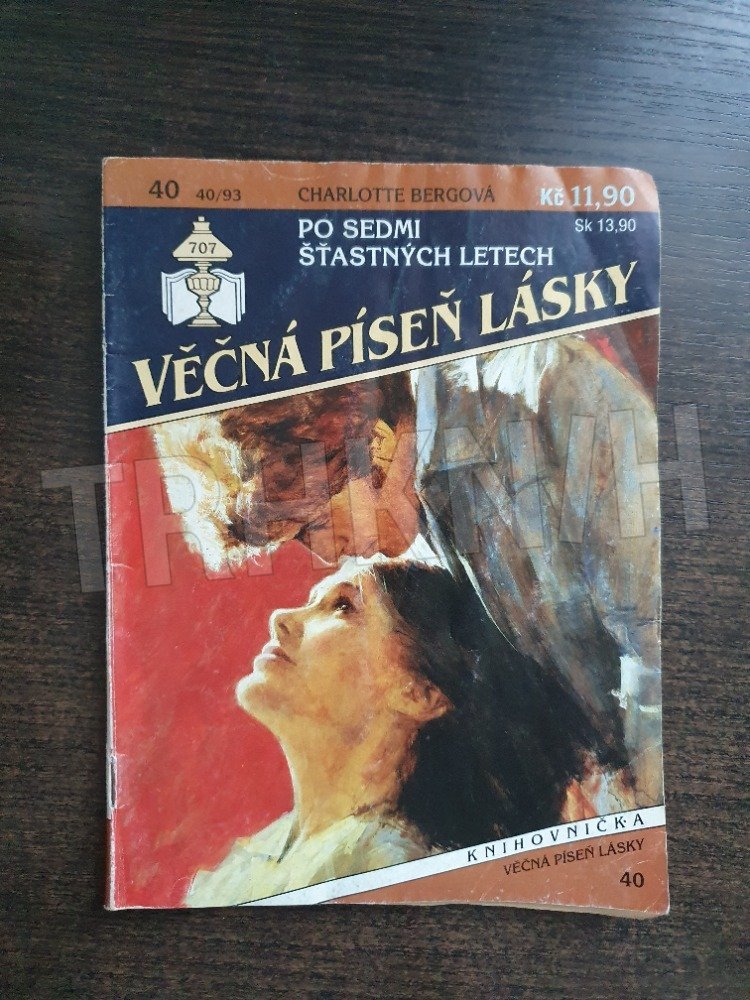 40 40/93 CHARLOTTE BERGOVÁ Kč 11,90
Sk 13,90
707
PO SEDMI
ŠŤASTNÝCH LETECH
VĚČNÁ PÍSEŇ LÁSKY
TRHKNIH
KNIHOVNIČKA
VĚČNÁ PÍSEŇ LÁSKY
40